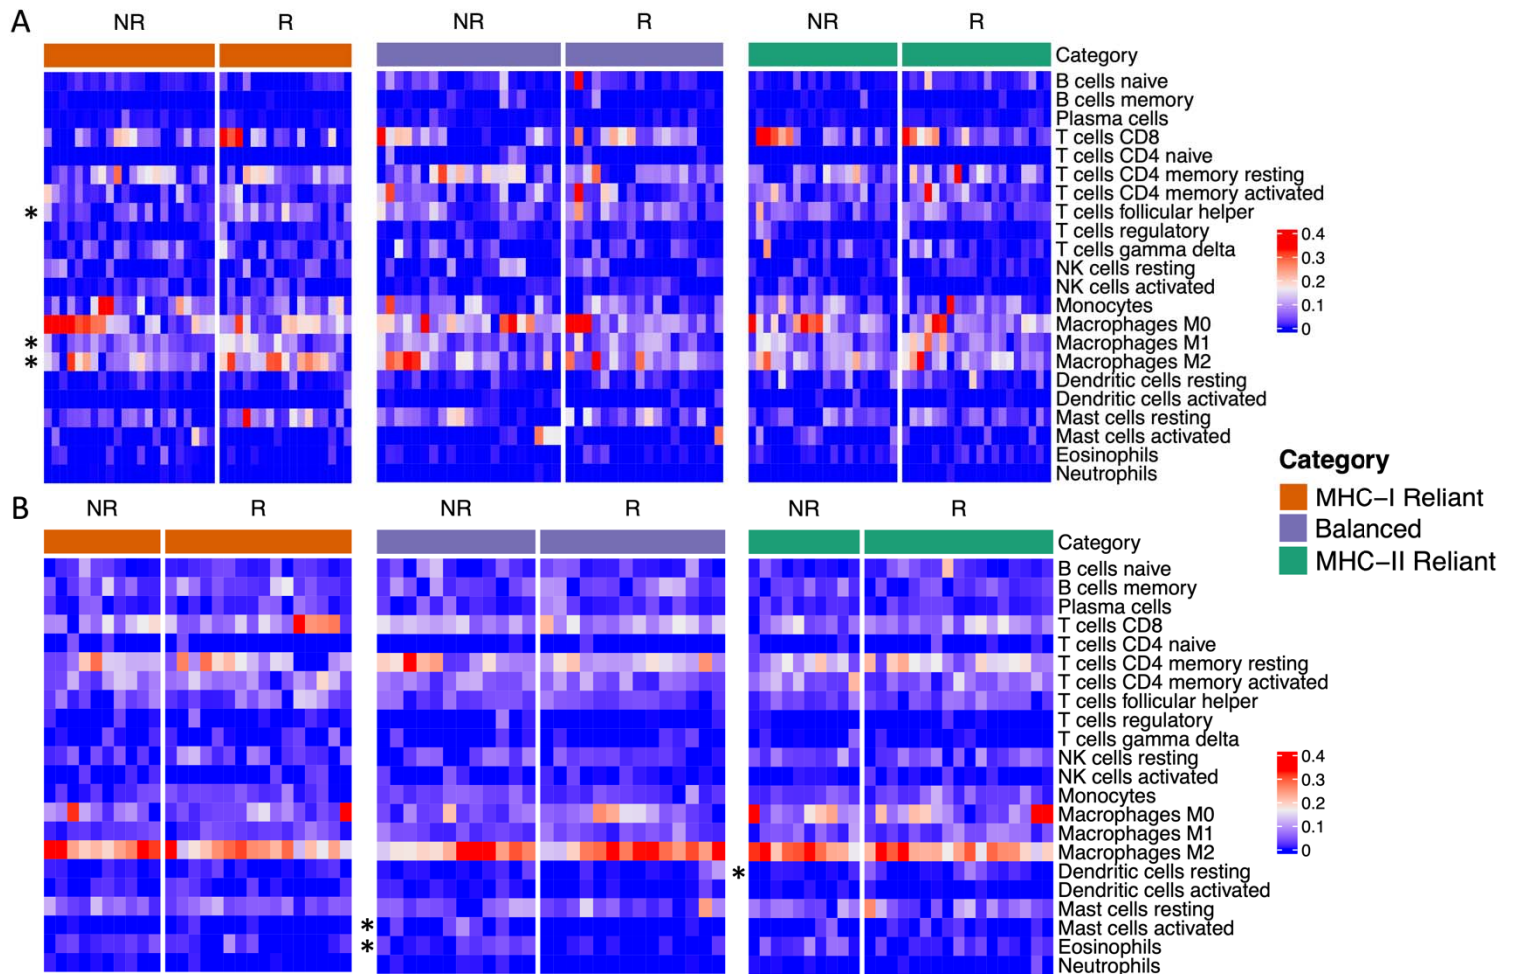 A
NR R NR R NR R
Category
B cells naive
B cells memory
Plasma cells
T cells CD8
T cells CD4 naive
T cells CD4 memory resting
T cells CD4 memory activated
* T cells follicular helper
T cells regulatory
T cells gamma delta
NK cells resting
NK cells activated
Monocytes
Macrophages M0
* Macrophages M1
* Macrophages M2
Dendritic cells resting
Dendritic cells activated
Mast cells resting
Mast cells activated
Eosinophils
Neutrophils
0.4
0.3
0.2
0.1
0
Category
MHC–I Reliant
Balanced
MHC–II Reliant
B
NR R NR R NR R
Category
B cells naive
B cells memory
Plasma cells
T cells CD8
T cells CD4 naive
T cells CD4 memory resting
T cells CD4 memory activated
T cells follicular helper
T cells regulatory
T cells gamma delta
NK cells resting
NK cells activated
Monocytes
Macrophages M0
Macrophages M1
Macrophages M2
* Dendritic cells resting
Dendritic cells activated
Mast cells resting
* Mast cells activated
* Eosinophils
Neutrophils
0.4
0.3
0.2
0.1
0